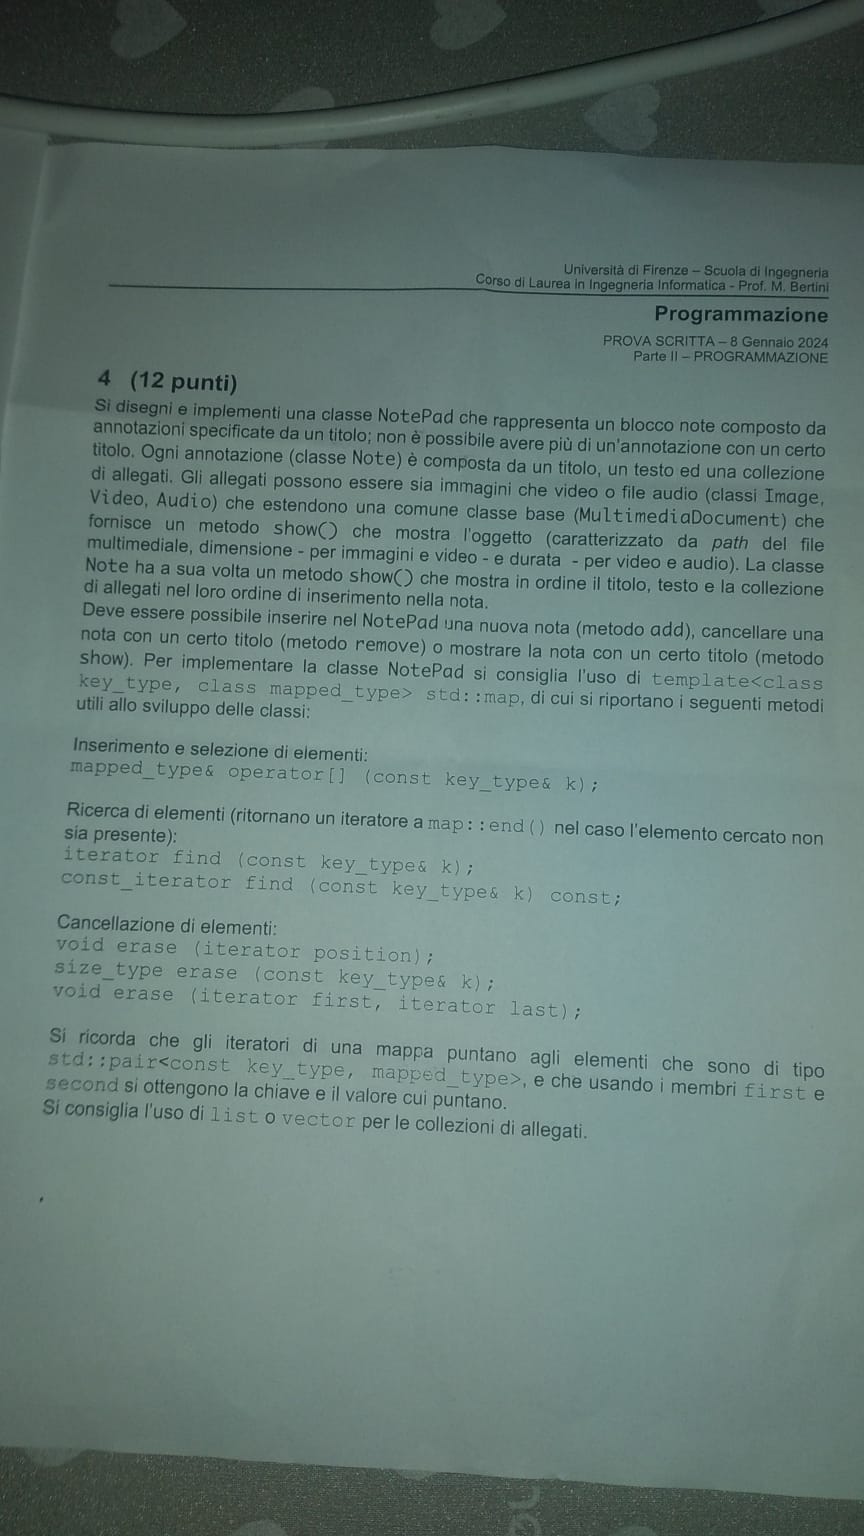 Università di Firenze – Scuola di Ingegneria
Corso di Laurea in Ingegneria Informatica - Prof. M. Bertini
Programmazione
PROVA SCRITTA – 8 Gennaio 2024
Parte II – PROGRAMMAZIONE
4 (12 punti)
Si disegni e implementi una classe NotePad che rappresenta un blocco note composto da
annotazioni specificate da un titolo; non è possibile avere più di un'annotazione con un certo
titolo. Ogni annotazione (classe Note) è composta da un titolo, un testo ed una collezione
di allegati. Gli allegati possono essere sia immagini che video o file audio (classi Image,
Video, Audio) che estendono una comune classe base (MultimediaDocument) che
fornisce un metodo show() che mostra l'oggetto (caratterizzato da path del file
multimediale, dimensione - per immagini e video - e durata - per video e audio). La classe
Note ha a sua volta un metodo show() che mostra in ordine il titolo, testo e la collezione
di allegati nel loro ordine di inserimento nella nota.
Deve essere possibile inserire nel NotePad una nuova nota (metodo add), cancellare una
nota con un certo titolo (metodo remove) o mostrare la nota con un certo titolo (metodo
show). Per implementare la classe NotePad si consiglia l'uso di template<class
key_type, class mapped_type> std::map, di cui si riportano i seguenti metodi
utili allo sviluppo delle classi:
Inserimento e selezione di elementi:
mapped_type& operator[] (const key_type& k);
Ricerca di elementi (ritornano un iteratore a map::end() nel caso l'elemento cercato non
sia presente):
iterator find (const key_type& k);
const_iterator find (const key_type& k) const;
Cancellazione di elementi:
void erase (iterator position);
size_type erase (const key_type& k);
void erase (iterator first, iterator last);
Si ricorda che gli iteratori di una mappa puntano agli elementi che sono di tipo
std::pair<const key_type, mapped_type>, e che usando i membri first e
second si ottengono la chiave e il valore cui puntano.
Si consiglia l'uso di list o vector per le collezioni di allegati.